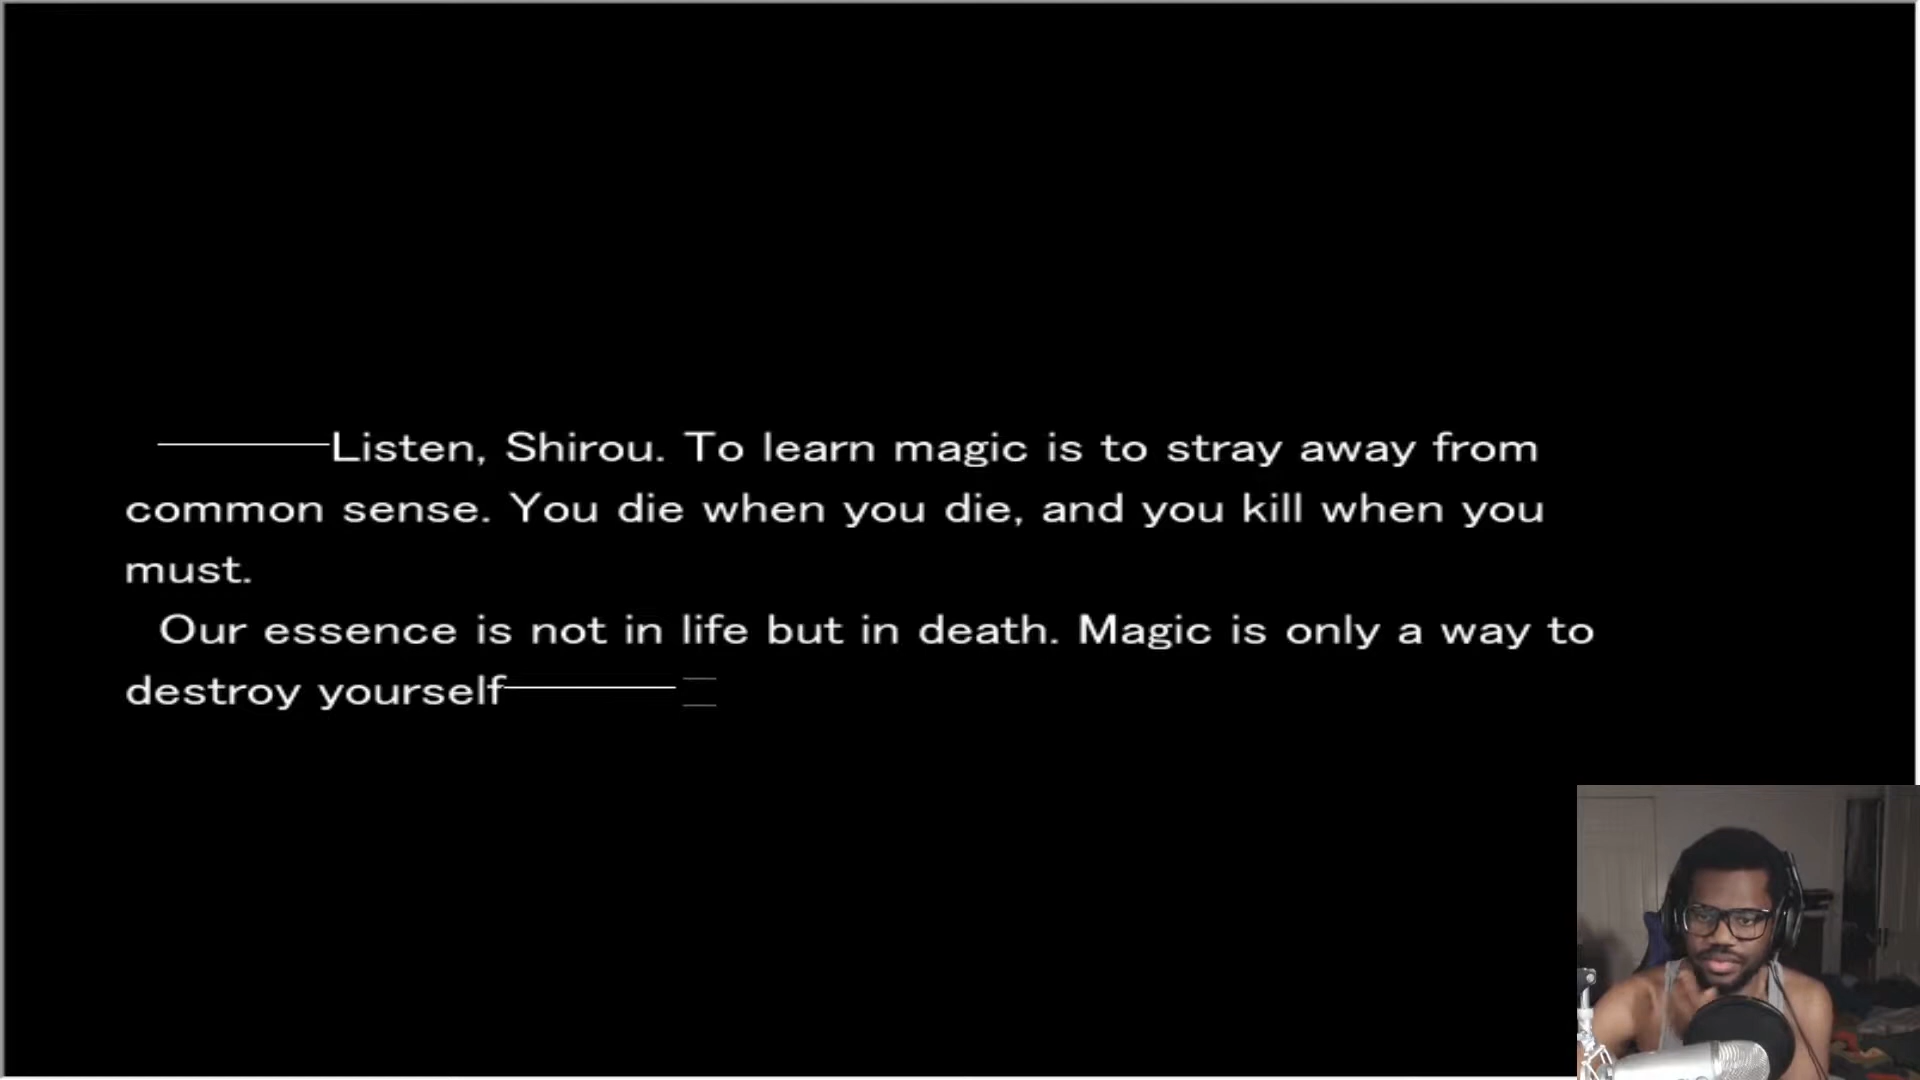 ―――――Listen, Shirou. To learn magic is to stray away from
common sense. You die when you die, and you kill when you
must.
Our essence is not in life but in death. Magic is only a way to
destroy yourself―――――